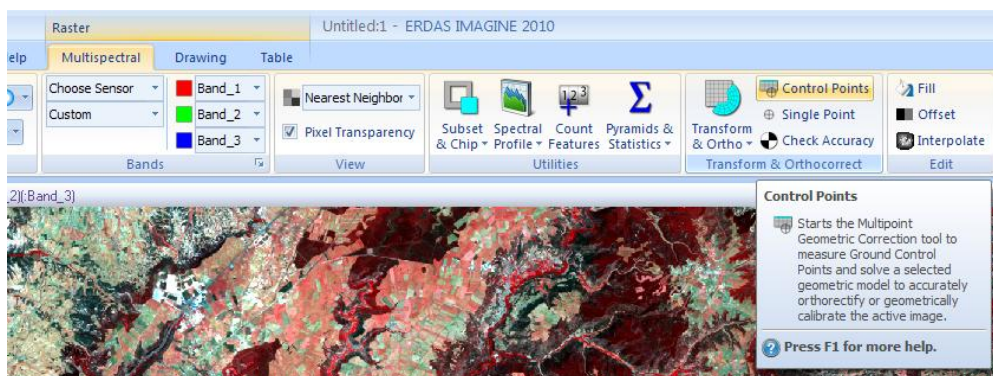 Raster
Untitled:1 - ERDAS IMAGINE 2010
elp
Multispectral
Drawing
Table
Choose Sensor
Custom
Band_1
Band_2
Band_3
Bands
Nearest Neighbor
Pixel Transparency
View
Subset
& Chip
Spectral
Profile
Count
Features
Pyramids &
Statistics
Utilities
Transform
& Ortho
Control Points
Single Point
Check Accuracy
Transform & Orthocorrect
Fill
Offset
Interpolate
Edit
_2)(:Band_3)
Control Points
Starts the Multipoint
Geometric Correction tool to
measure Ground Control
Points and solve a selected
geometric model to accurately
orthorectify or geometrically
calibrate the active image.
Press F1 for more help.